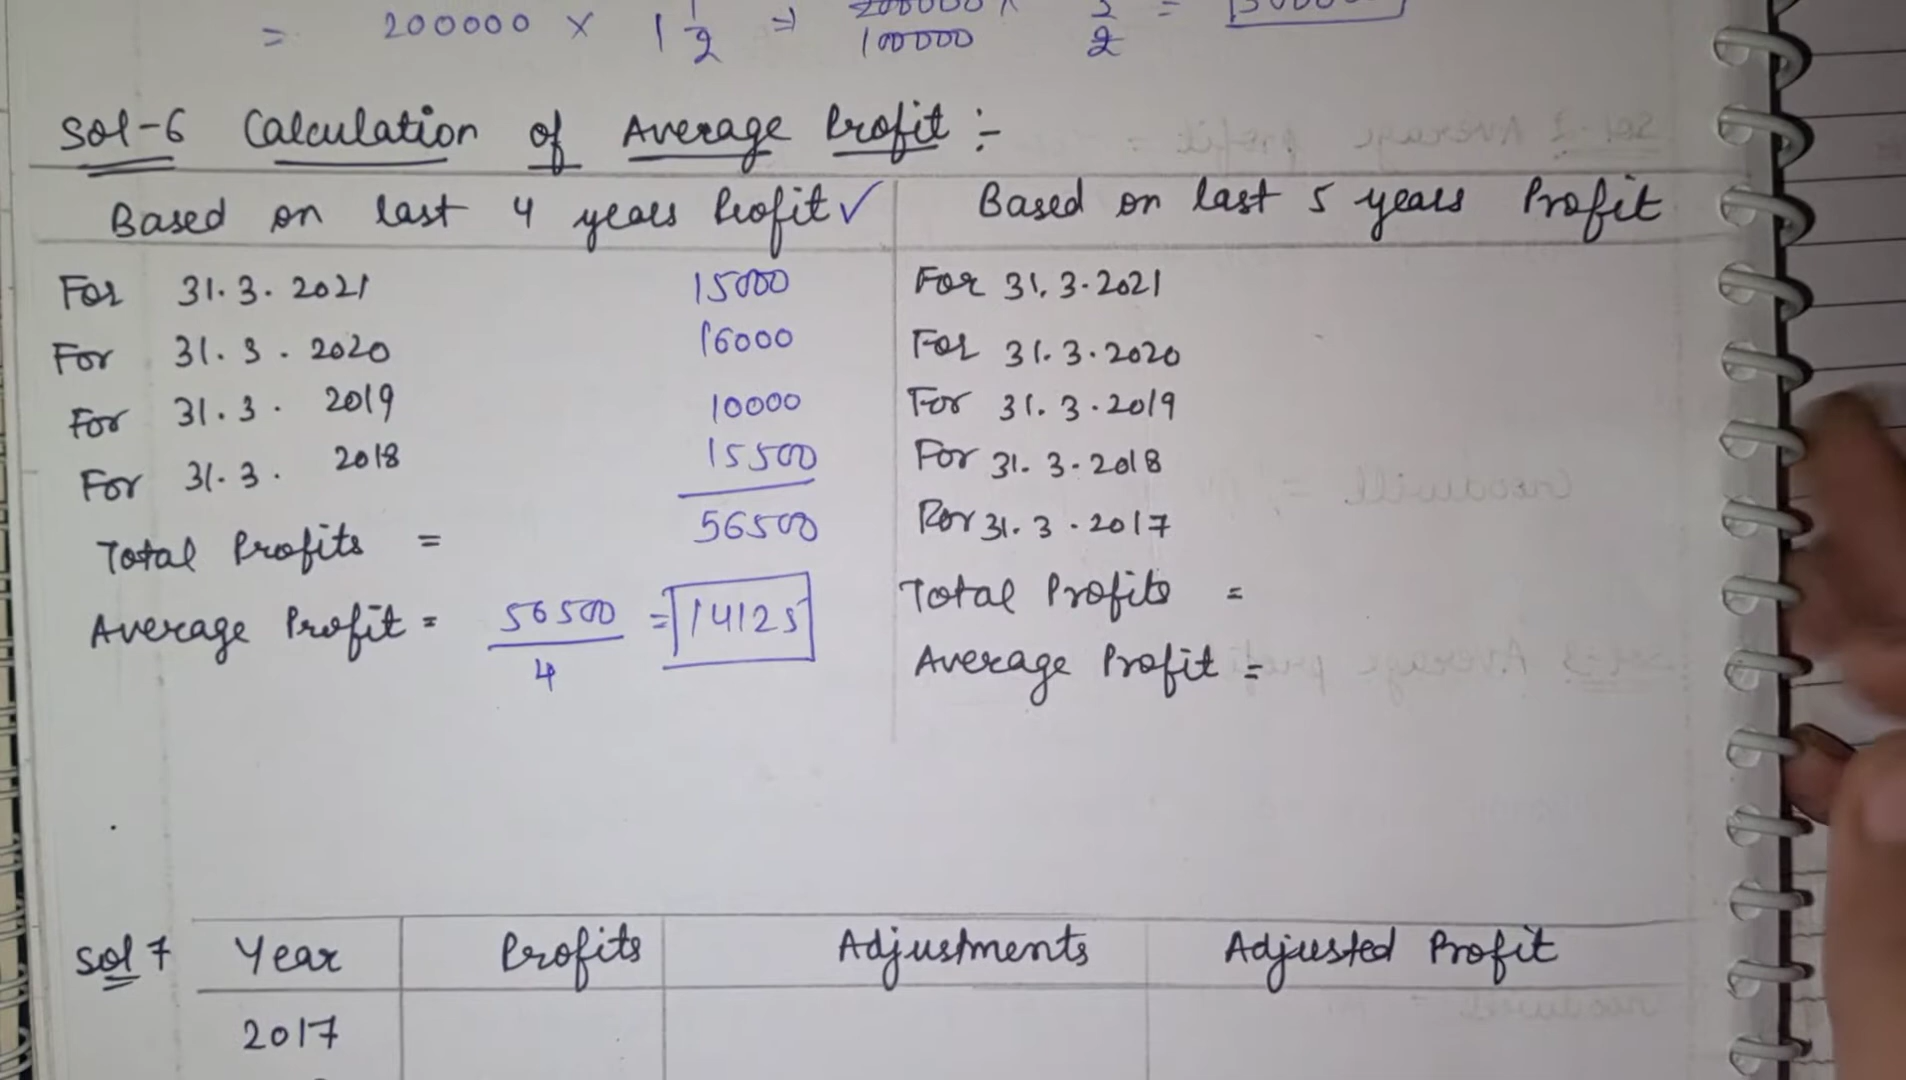 = 200000 × 1 1/2 ⇒ 200000 × 3 / 100000 2 =
Sol-6 Calculation of Average Profit :-
Based on last 4 years Profit ✓ Based on last 5 years Profit
For 31.3.2021 15000 For 31.3.2021
For 31.3.2020 16000 For 31.3.2020
For 31.3.2019 10000 For 31.3.2019
For 31.3.2018 15500 For 31.3.2018
Total Profits = 56500 For 31.3.2017
Average Profit = 56500/4 = 14125 Total Profits =
Average Profit =
Sol 7 Year Profits Adjustments Adjusted Profit
2017